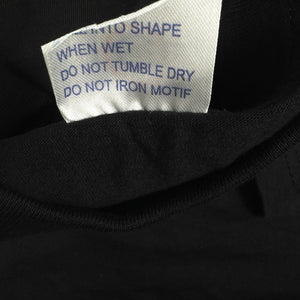 INTO SHAPE
WHEN WET
DO NOT TUMBLE DRY
DO NOT IRON MOTIF